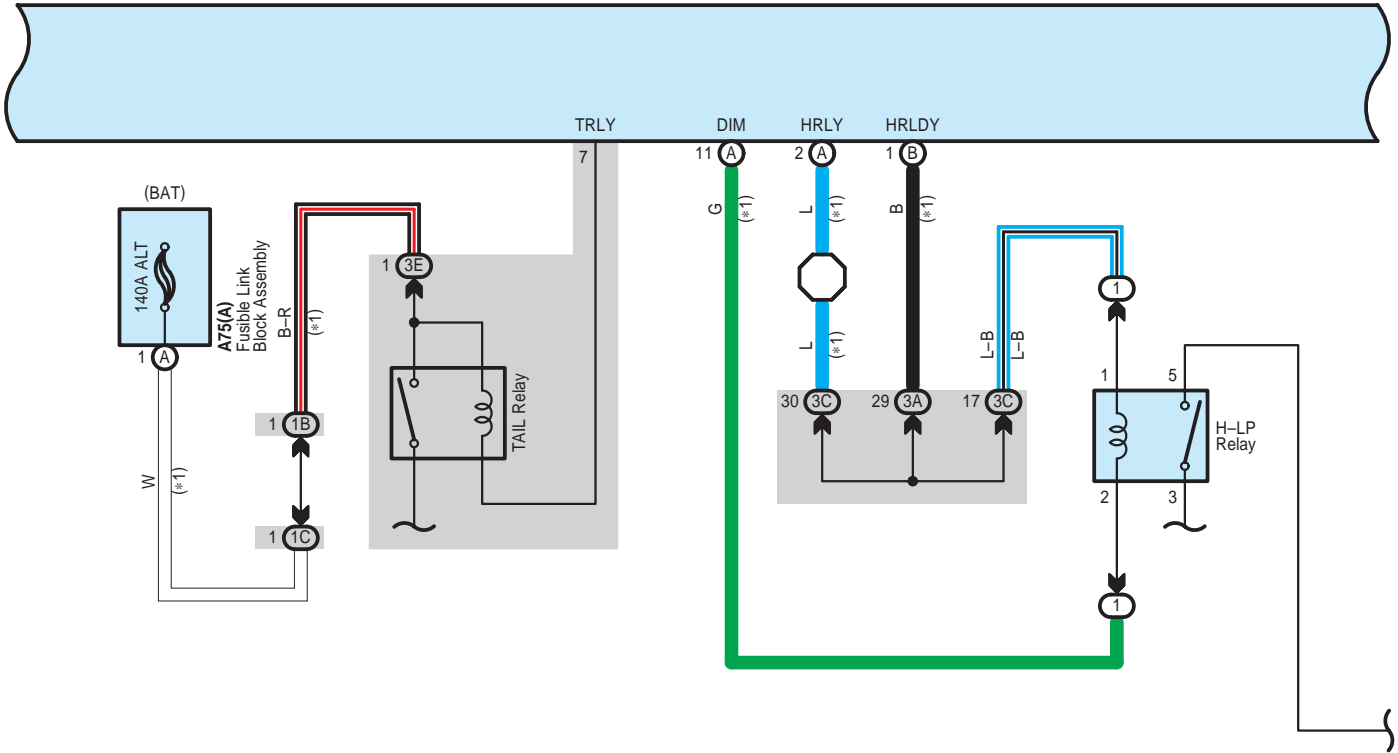 TRLY
DIM
HRLY
HRLDY
7
11 A
2 A
1 B
(BAT)
140A ALT
A75(A)
Fusible Link
Block Assembly
1 A
W
(∗1)
B–R
(∗1)
1 1B
1 1C
1 3E
TAIL Relay
G
(∗1)
L
(∗1)
B
(∗1)
L
(∗1)
L–B
L–B
30 3C
29 3A
17 3C
1
1
5
H–LP
Relay
2
3
1